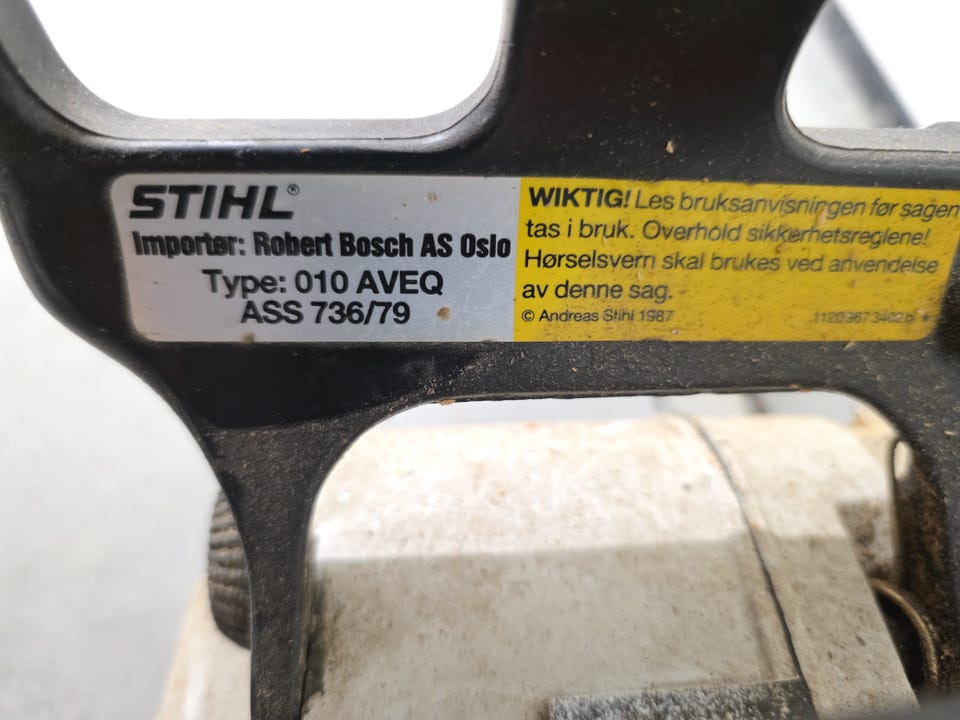 STIHL®
Importør: Robert Bosch AS Oslo
Type: 010 AVEQ
ASS 736/79
WIKTIG! Les bruksanvisningen før sagen
tas i bruk. Overhold sikkerhetsreglene!
Hørselsvern skal brukes ved anvendelse
av denne sag.
© Andreas Stihl 1987